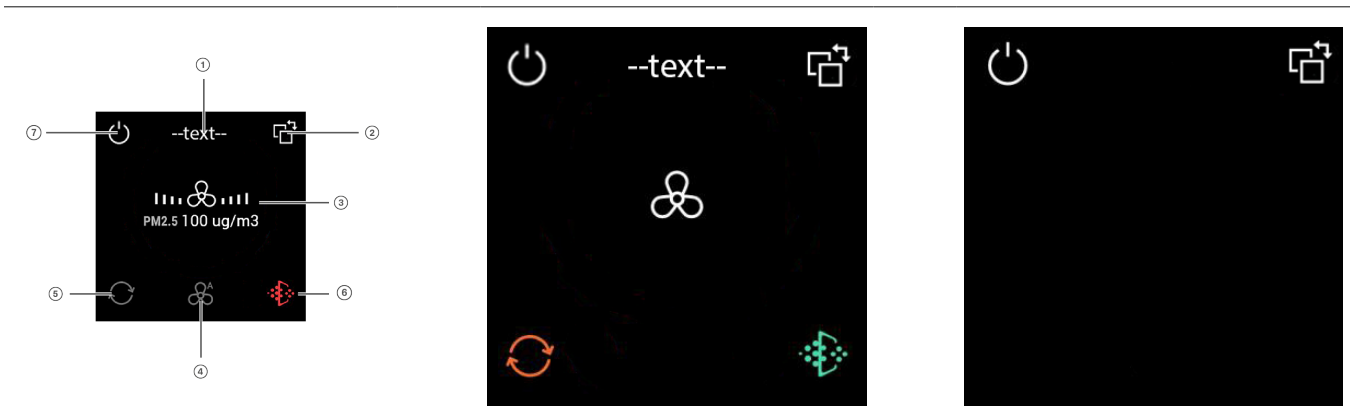 ①
⑦
--text--
②
③
PM2.5 100 ug/m3
A
⑤
⑥
④
--text--